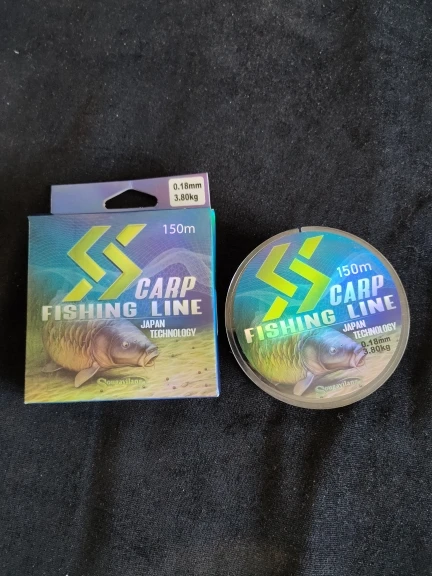 0.18mm
3.80kg
150m
CARP
FISHING LINE
JAPAN
TECHNOLOGY
150m
CARP
FISHING LINE
JAPAN
TECHNOLOGY
0.18mm
3.80kg